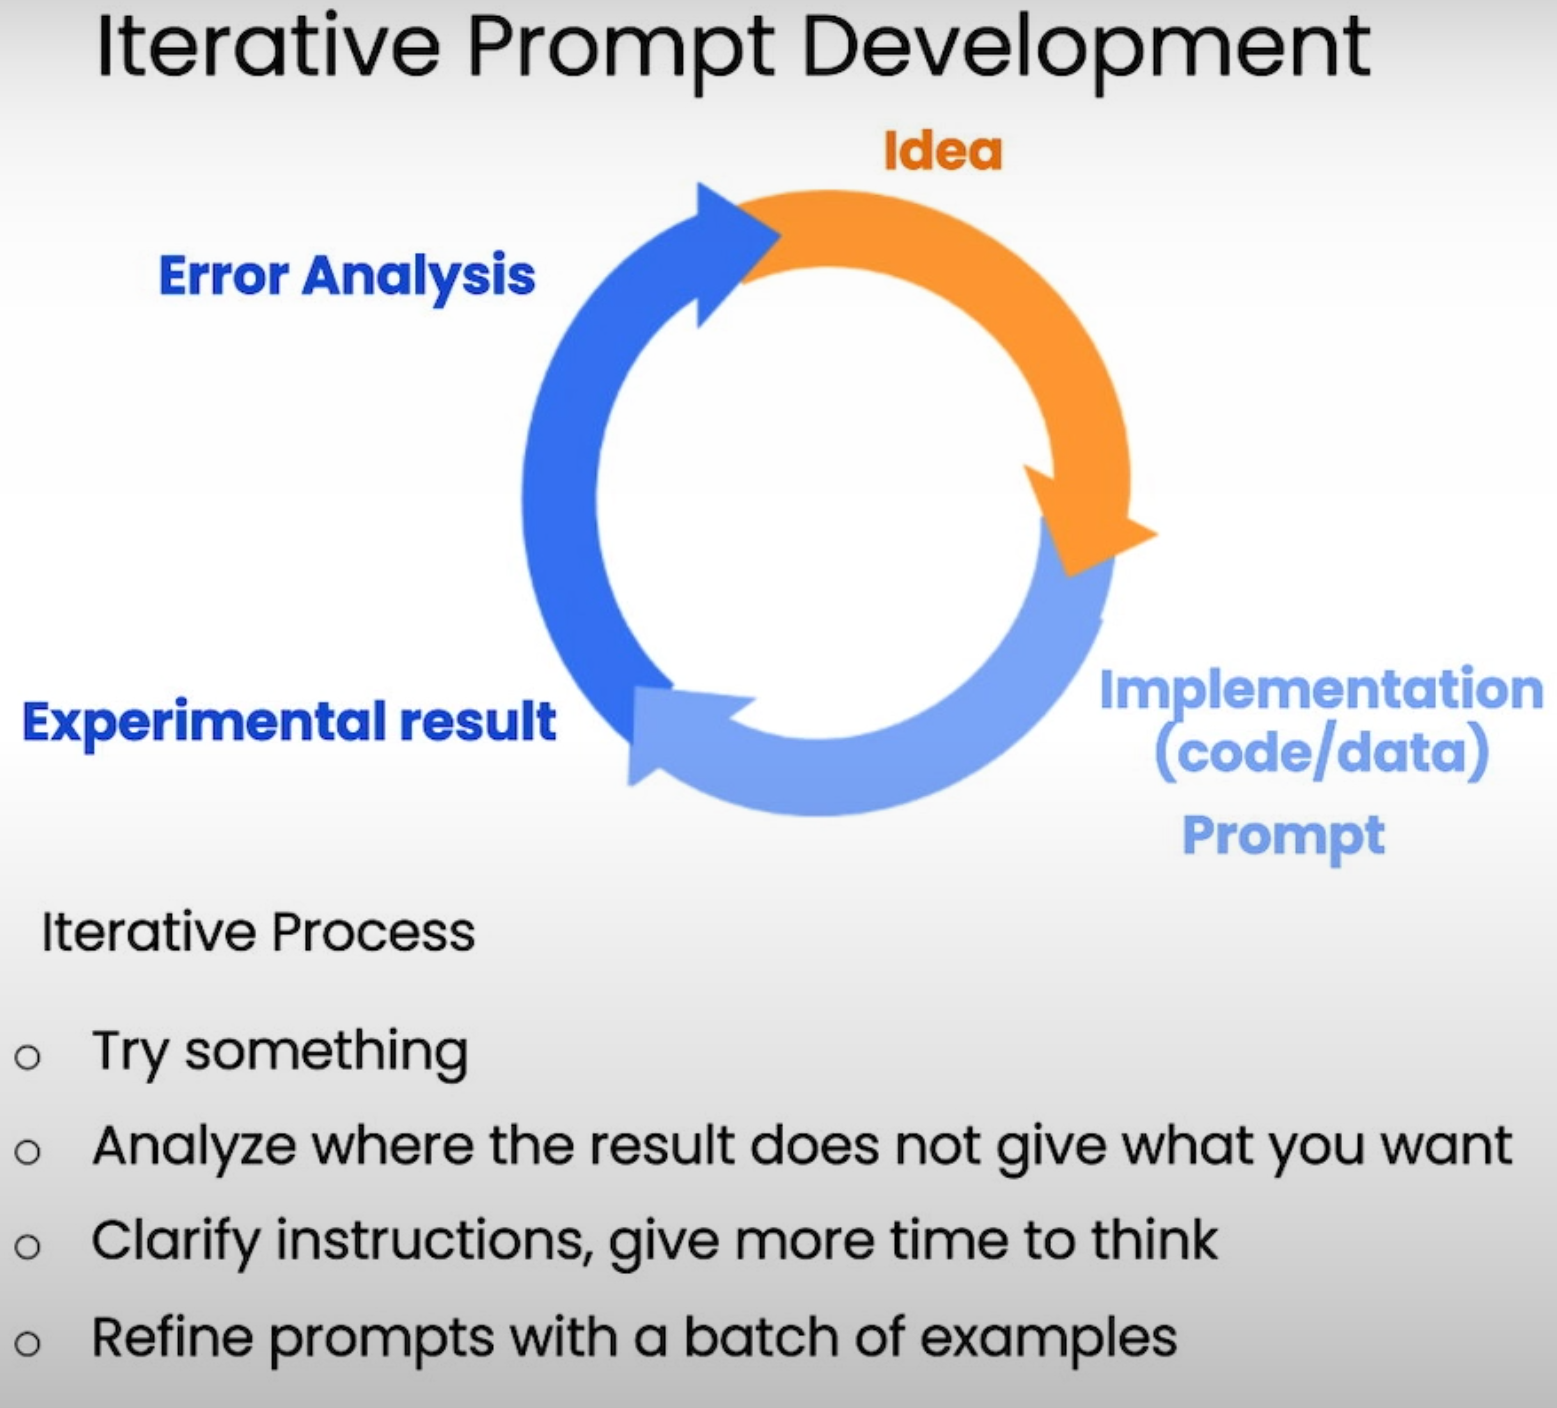 Iterative Prompt Development
Idea
Error Analysis
Experimental result
Implementation
(code/data)
Prompt
Iterative Process
o Try something
o Analyze where the result does not give what you want
o Clarify instructions, give more time to think
o Refine prompts with a batch of examples